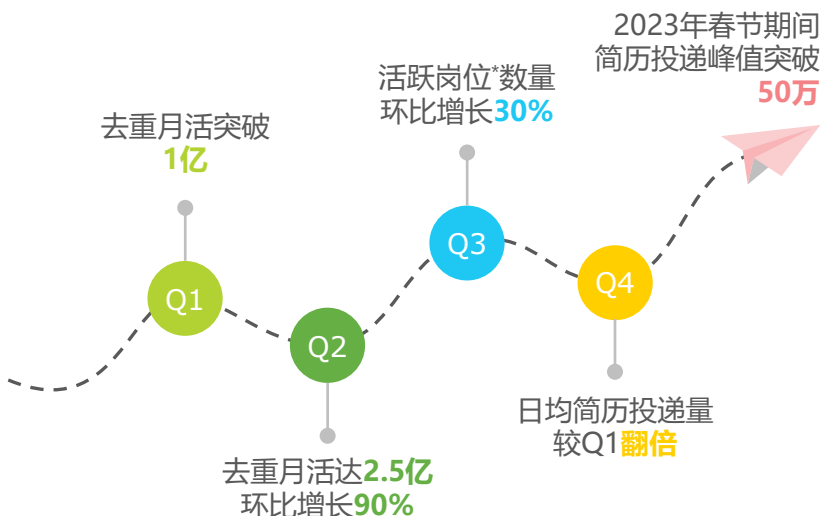 2023年春节期间
简历投递峰值突破
50万
活跃岗位*数量
环比增长30%
去重月活突破
1亿
Q1
Q2
Q3
Q4
日均简历投递量
较Q1翻倍
去重月活达2.5亿
环比增长90%